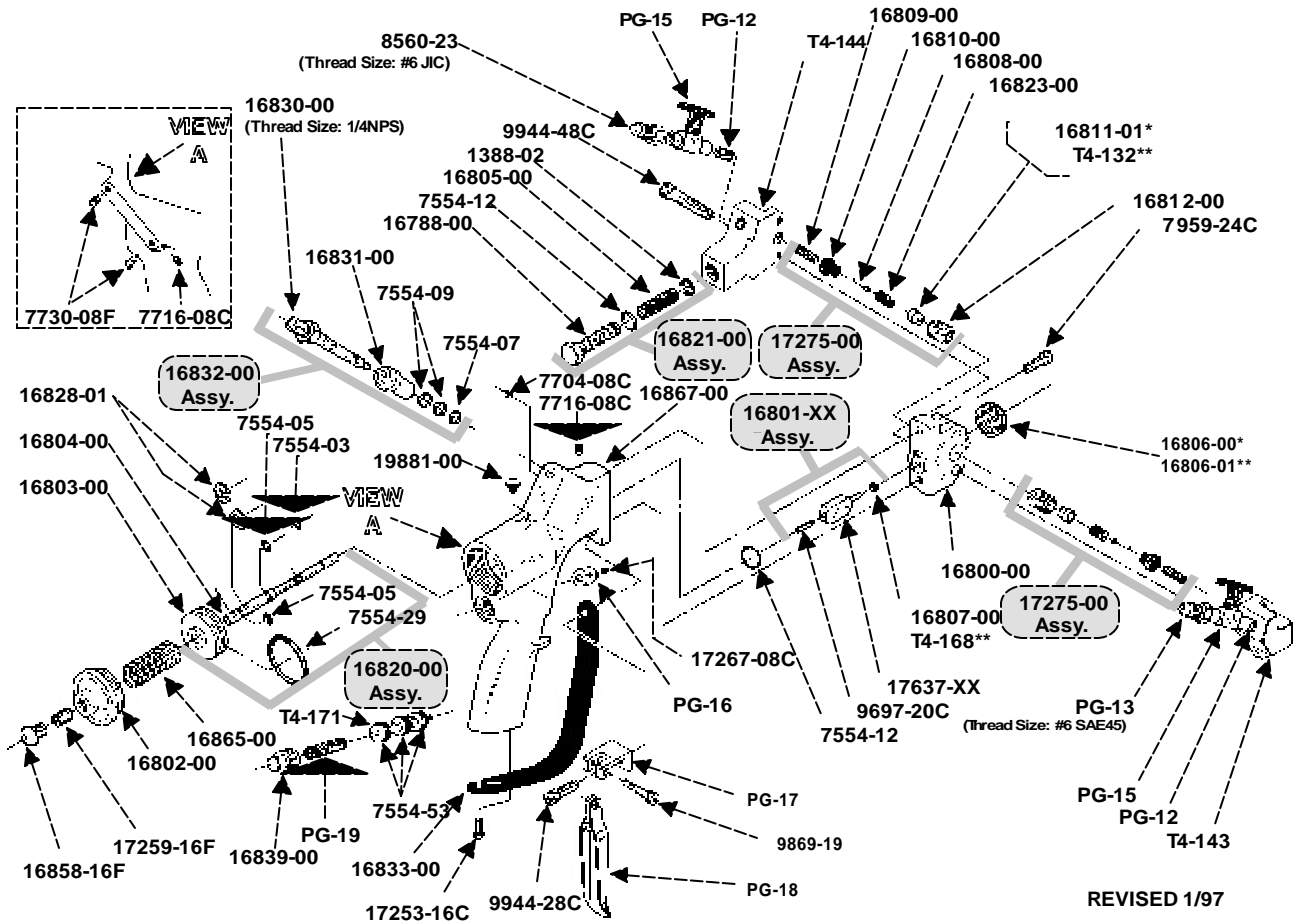 PG-15
PG-12
16809-00
16810-00
16808-00
16823-00
8560-23
(Thread Size: #6 JIC)
T4-144
16830-00
(Thread Size: 1/4NPS)
VIEW
A
9944-48C
1388-02
16805-00
7554-12
16788-00
16811-01*
T4-132**
16812-00
7959-24C
16831-00
7554-09
7554-07
7730-08F
7716-08C
16832-00
Assy.
16821-00
Assy.
17275-00
Assy.
7704-08C
7716-08C
16867-00
16801-XX
Assy.
16828-01
7554-05
7554-03
16804-00
16803-00
19881-00
VIEW
A
16806-00*
16806-01**
7554-05
7554-29
16820-00
Assy.
T4-171
16800-00
16807-00
T4-168**
17275-00
Assy.
17267-08C
PG-16
17637-XX
9697-20C
7554-12
PG-13
(Thread Size: #6 SAE45)
16865-00
16802-00
7554-53
PG-19
17259-16F
16839-00
16858-16F
16833-00
17253-16C
9944-28C
PG-17
9869-19
PG-18
PG-15
PG-12
T4-143
REVISED 1/97